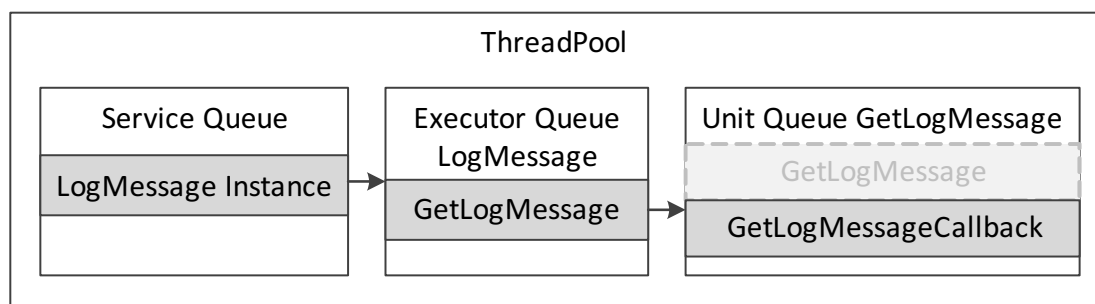 ThreadPool
Service Queue
LogMessage Instance
Executor Queue
LogMessage
GetLogMessage
Unit Queue GetLogMessage
GetLogMessage
GetLogMessageCallback